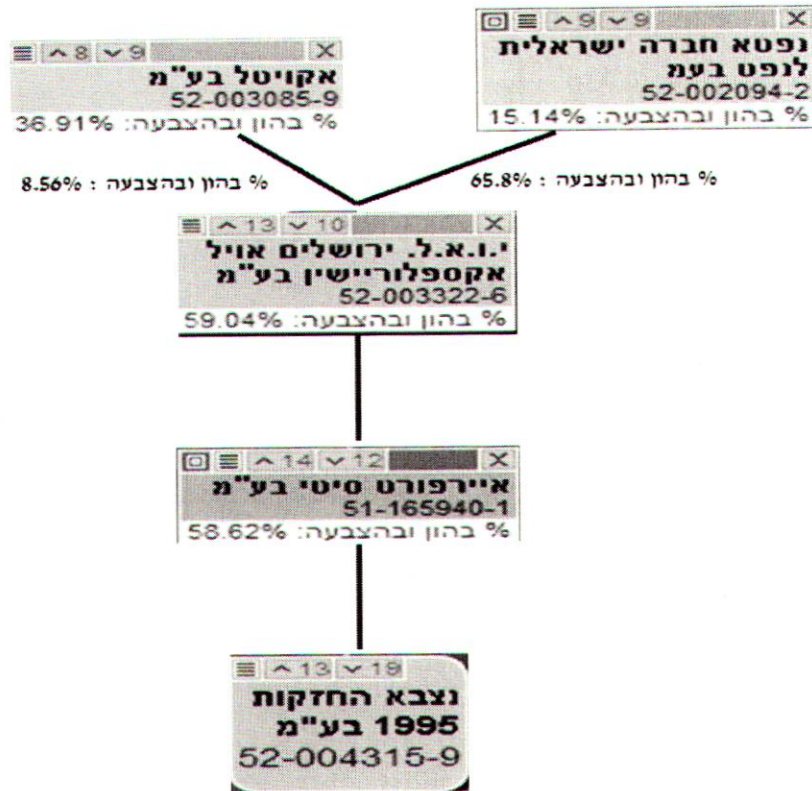 8 9
אקויטל בע"מ
52-003085-9
% בהון ובהצבעה: 36.91%
9 9
נפטא חברה ישראלית
לנפט בעמ
52-002094-2
% בהון ובהצבעה: 15.14%
% בהון ובהצבעה : 8.56%
% בהון ובהצבעה : 65.8%
13 10
י.ו.א.ל. ירושלים אויל
אקספלוריישין בע"מ
52-003322-6
% בהון ובהצבעה: 59.04%
14 12
איירפורט סיטי בע"מ
51-165940-1
% בהון ובהצבעה: 58.62%
13 19
נצבא החזקות
1995 בע"מ
52-004315-9